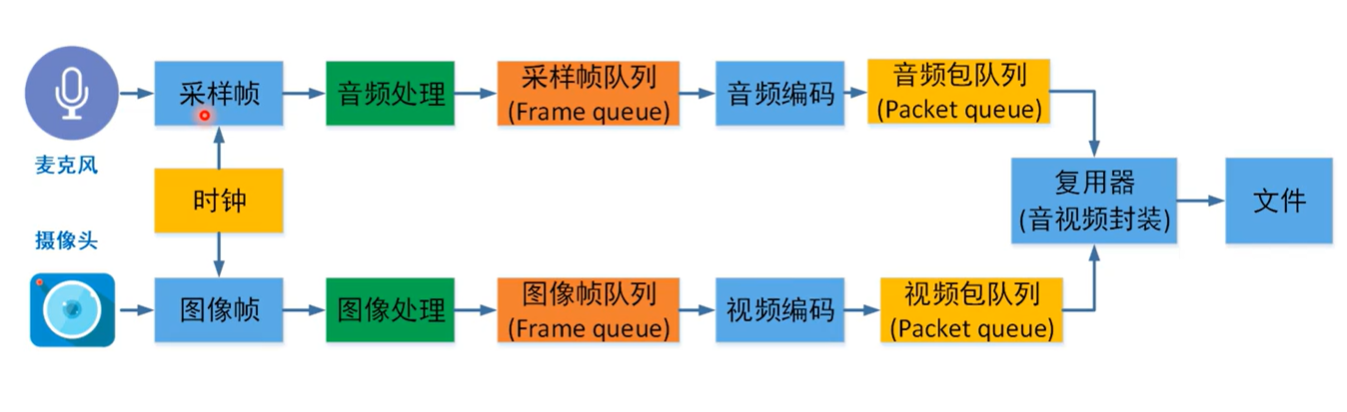 麦克风
采样帧
音频处理
采样帧队列
(Frame queue)
音频编码
音频包队列
(Packet queue)
时钟
复用器
(音视频封装)
文件
摄像头
图像帧
图像处理
图像帧队列
(Frame queue)
视频编码
视频包队列
(Packet queue)